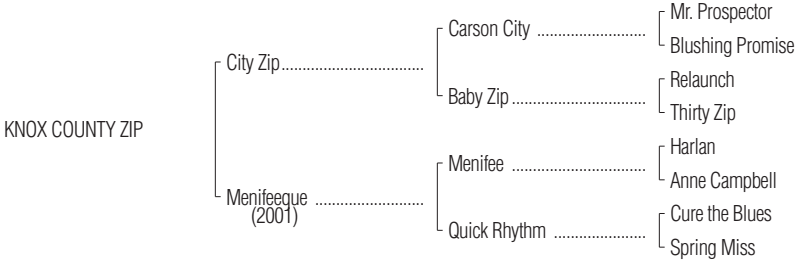 Mr. Prospector
Carson City ..........................
Blushing Promise
City Zip..................................
Relaunch
Baby Zip................................
Thirty Zip
KNOX COUNTY ZIP
Harlan
Menifee ................................
Anne Campbell
Menifeeque ..........................
(2001)
Cure the Blues
Quick Rhythm ......................
Spring Miss